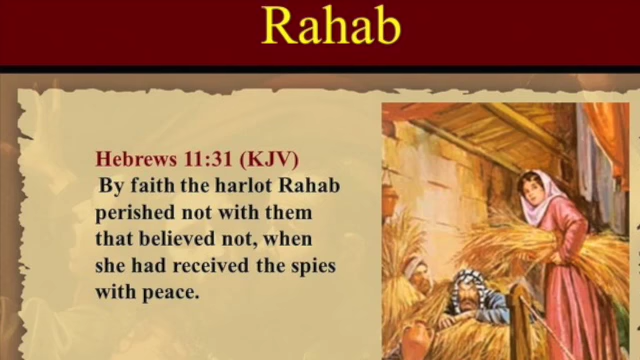 Rahab
Hebrews 11:31 (KJV)
By faith the harlot Rahab
perished not with them
that believed not, when
she had received the spies
with peace.